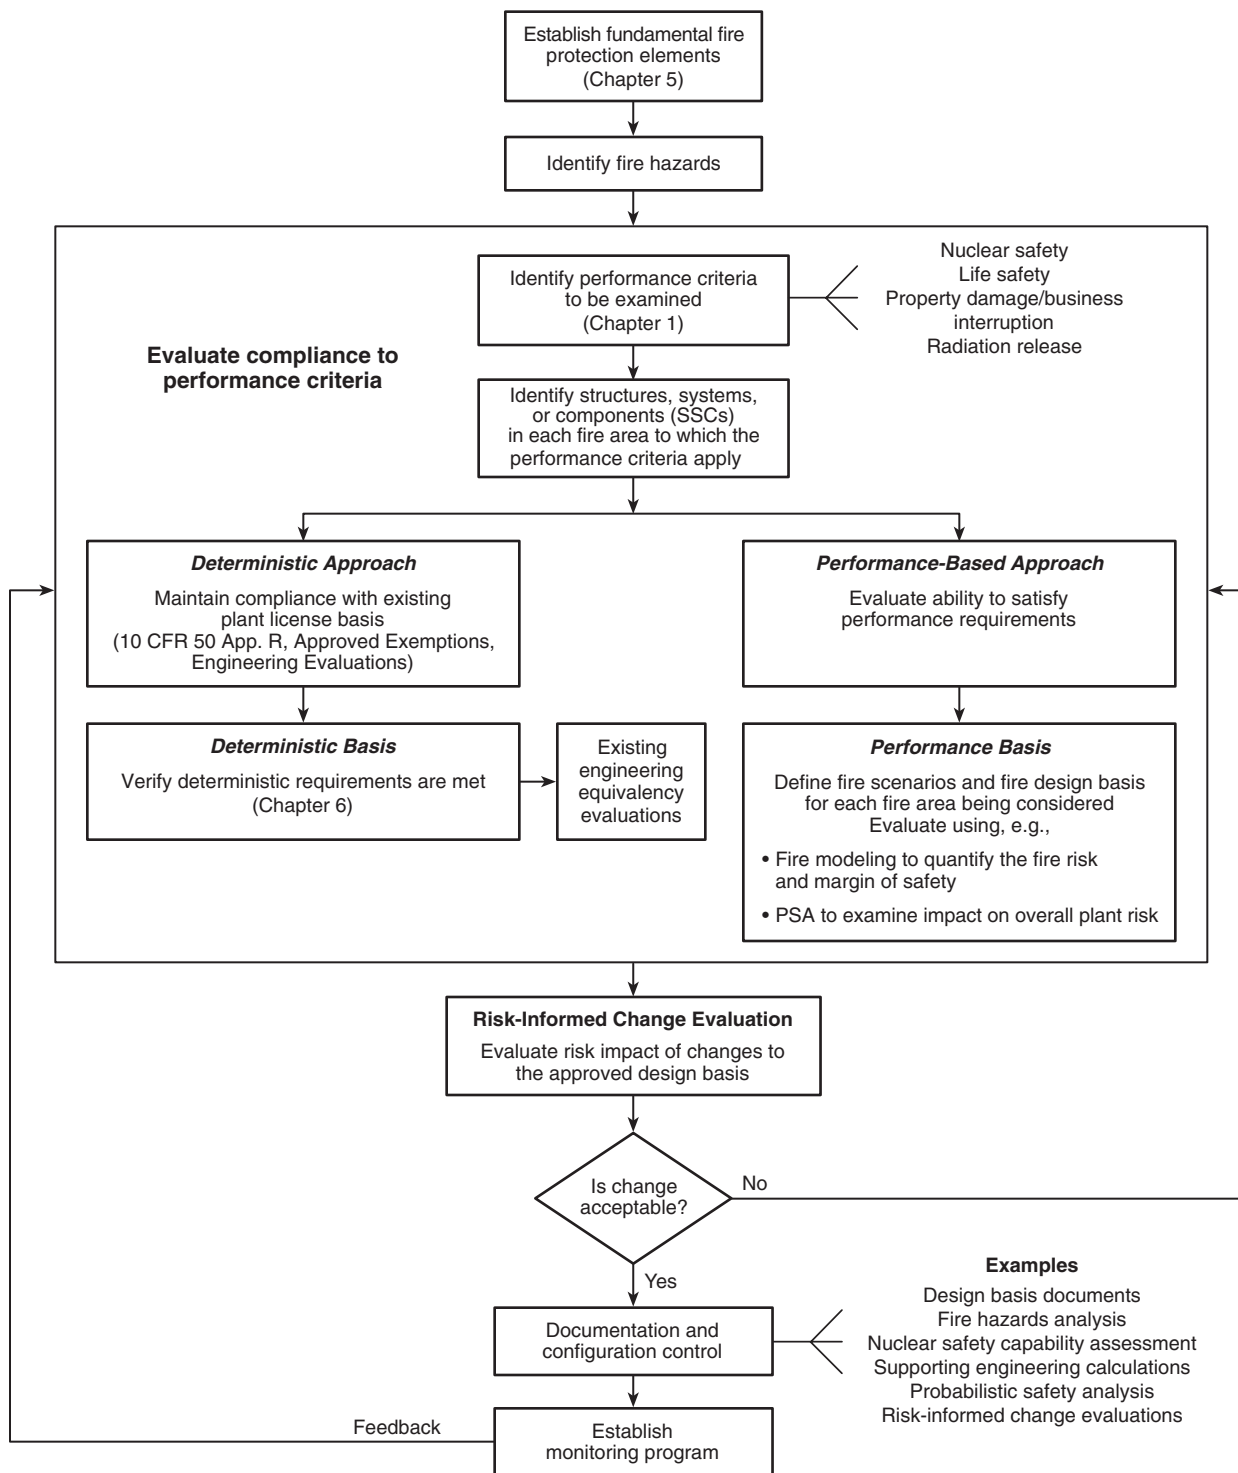 Establish fundamental fire
protection elements
(Chapter 5)
Identify fire hazards
Identify performance criteria
to be examined
(Chapter 1)
Nuclear safety
Life safety
Property damage/business
interruption
Radiation release
Evaluate compliance to
performance criteria
Identify structures, systems,
or components (SSCs)
in each fire area to which the
performance criteria apply
Deterministic Approach
Maintain compliance with existing
plant license basis
(10 CFR 50 App. R, Approved Exemptions,
Engineering Evaluations)
Performance-Based Approach
Evaluate ability to satisfy
performance requirements
Deterministic Basis
Verify deterministic requirements are met
(Chapter 6)
Existing
engineering
equivalency
evaluations
Performance Basis
Define fire scenarios and fire design basis
for each fire area being considered
Evaluate using, e.g.,
• Fire modeling to quantify the fire risk
and margin of safety
• PSA to examine impact on overall plant risk
Risk-Informed Change Evaluation
Evaluate risk impact of changes to
the approved design basis
Is change
acceptable?
No
Yes
Documentation and
configuration control
Examples
Design basis documents
Fire hazards analysis
Nuclear safety capability assessment
Supporting engineering calculations
Probabilistic safety analysis
Risk-informed change evaluations
Feedback
Establish
monitoring program